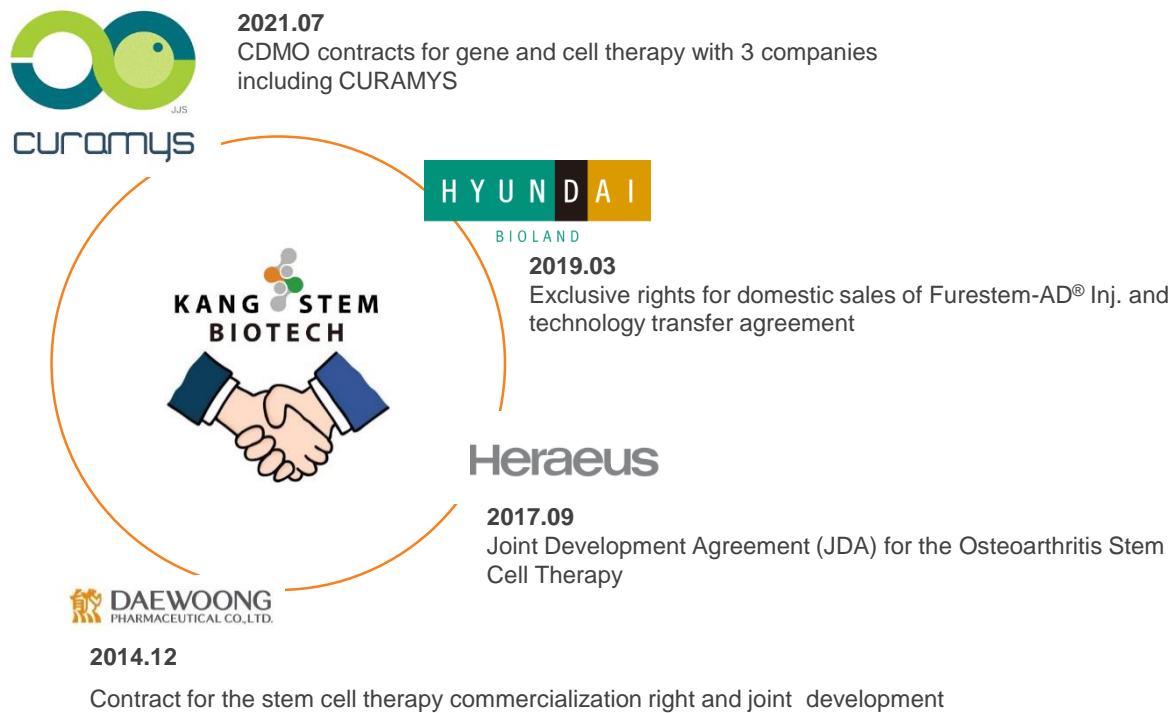 2021.07
CDMO contracts for gene and cell therapy with 3 companies
including CURAMYS
JJS
curamys
HYUNDAI
BIOLAND
2019.03
Exclusive rights for domestic sales of Furestem-AD® Inj. and
technology transfer agreement
KANG STEM
BIOTECH
Heraeus
2017.09
Joint Development Agreement (JDA) for the Osteoarthritis Stem
Cell Therapy
DAEWOONG
PHARMACEUTICAL CO.,LTD.
2014.12
Contract for the stem cell therapy commercialization right and joint development